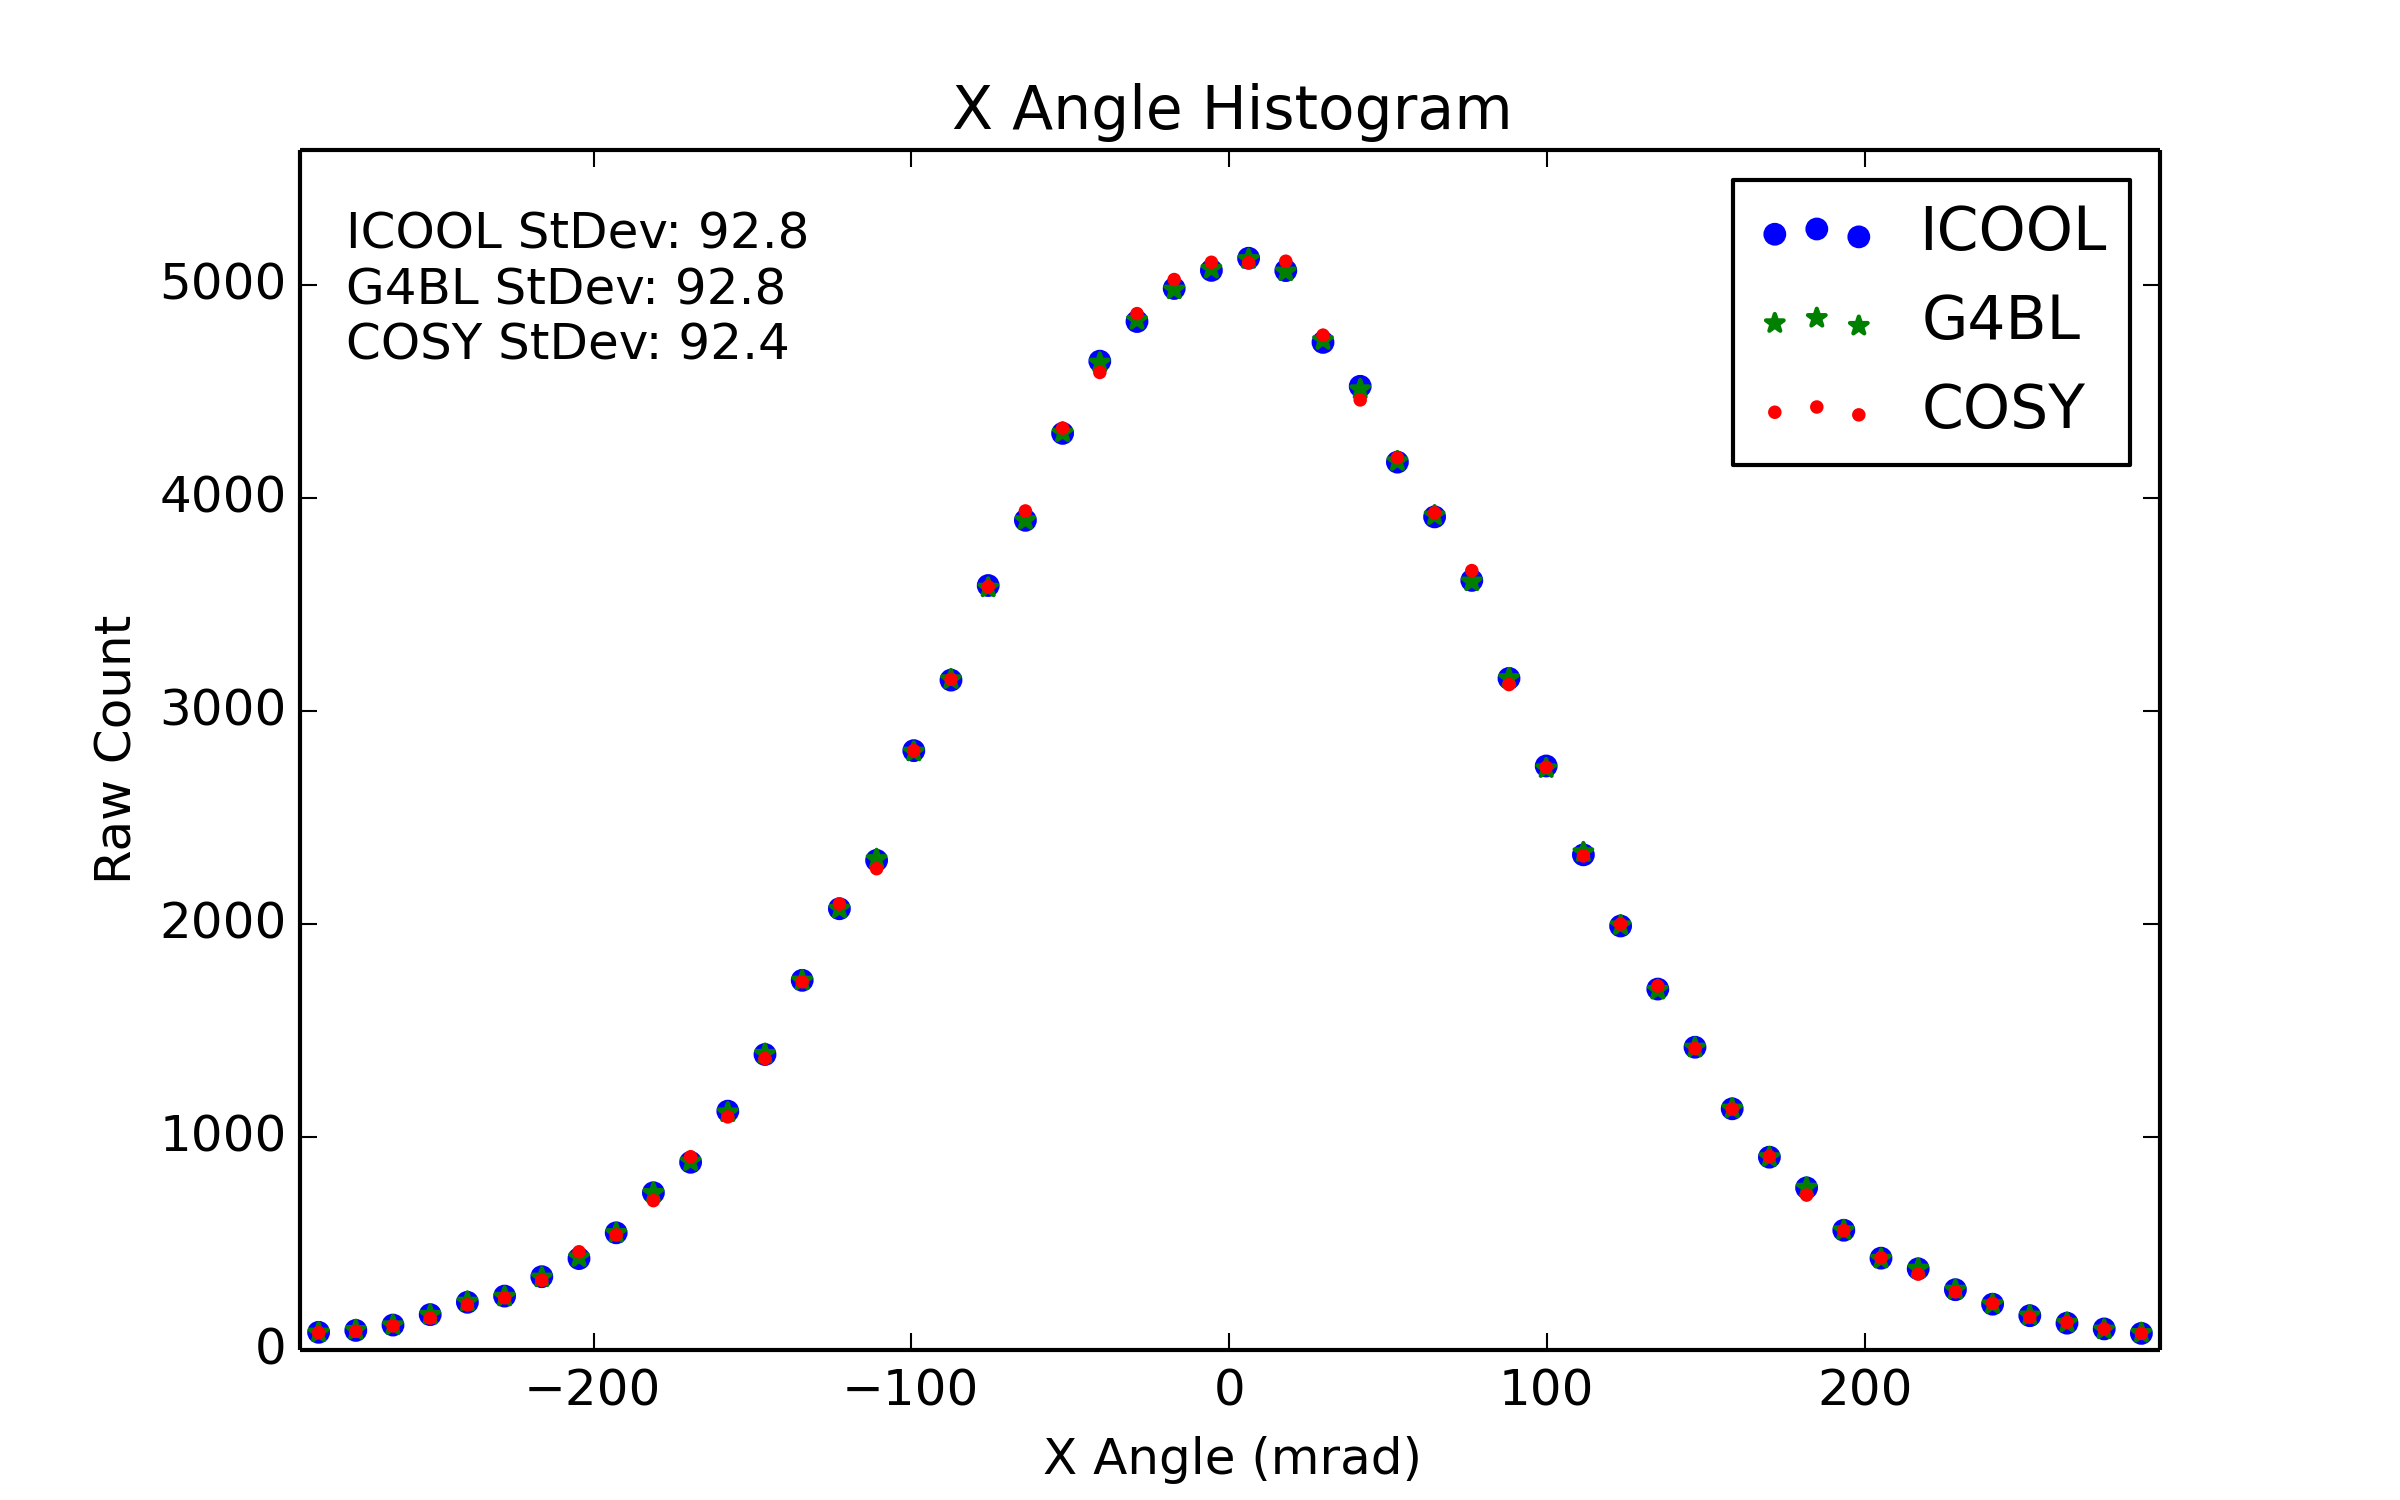 X Angle Histogram
ICOOL StDev: 92.8
G4BL StDev: 92.8
COSY StDev: 92.4
ICOOL
G4BL
COSY
5000
4000
3000
2000
1000
0
Raw Count
−200
−100
0
100
200
X Angle (mrad)